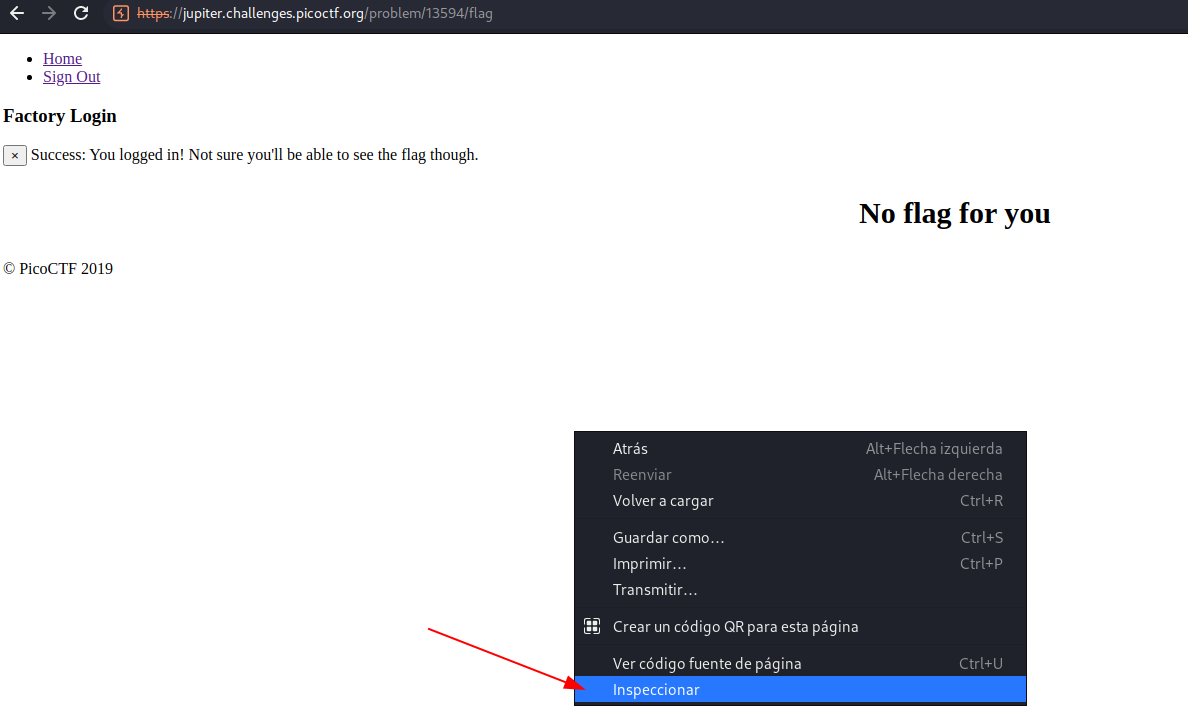 https://jupiter.challenges.picoctf.org/problem/13594/flag
Home
Sign Out
Factory Login
× Success: You logged in! Not sure you'll be able to see the flag though.
No flag for you
© PicoCTF 2019
Atrás Alt+Flecha izquierda
Reenviar Alt+Flecha derecha
Volver a cargar Ctrl+R
Guardar como… Ctrl+S
Imprimir… Ctrl+P
Transmitir…
Crear un código QR para esta página
Ver código fuente de página Ctrl+U
Inspeccionar